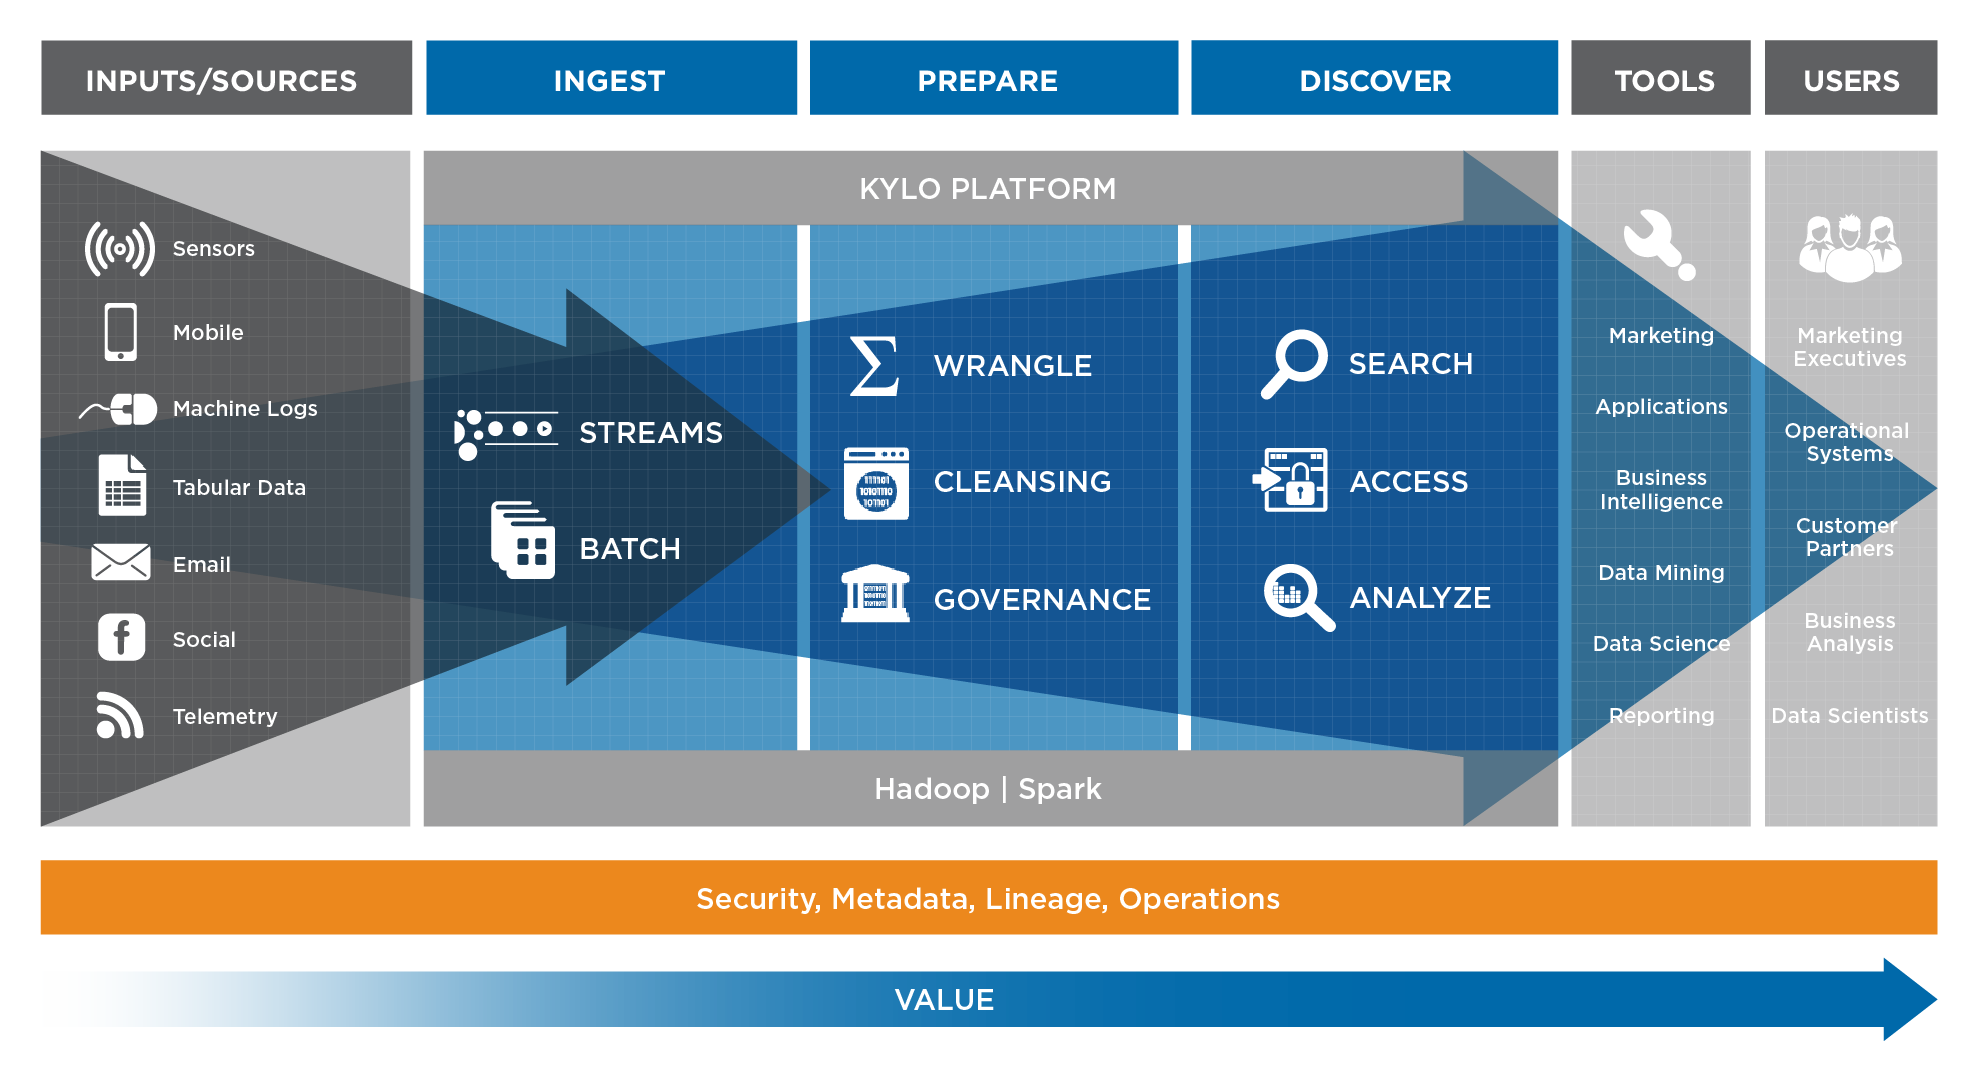 INPUTS/SOURCES
INGEST
PREPARE
DISCOVER
TOOLS
USERS
KYLO PLATFORM
Sensors
Mobile
Machine Logs
Tabular Data
Email
Social
Telemetry
STREAMS
BATCH
WRANGLE
CLEANSING
GOVERNANCE
SEARCH
ACCESS
ANALYZE
Marketing
Applications
Business
Intelligence
Data Mining
Data Science
Reporting
Marketing
Executives
Operational
Systems
Customer
Partners
Business
Analysis
Data Scientists
Hadoop | Spark
Security, Metadata, Lineage, Operations
VALUE